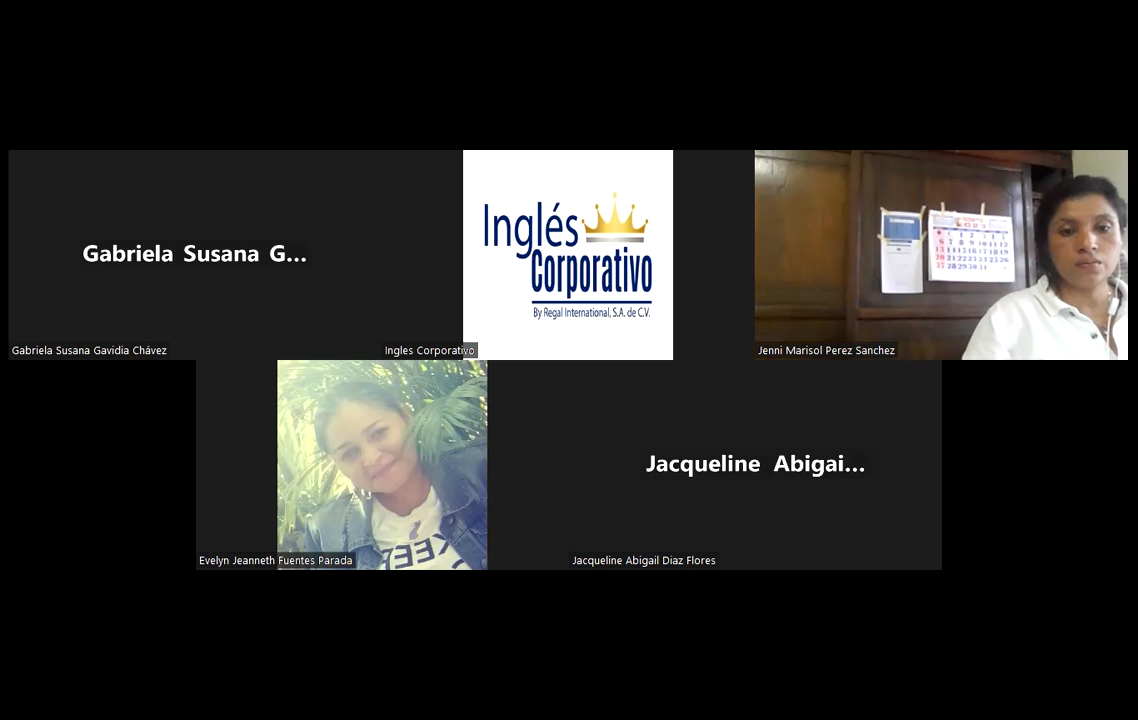 Gabriela Susana G...
Gabriela Susana Gavidia Chávez
Inglés
Corporativo
By Regal International, S.A. de C.V.
Ingles Corporativo
Jenni Marisol Perez Sanchez
Evelyn Jeanneth Fuentes Parada
Jacqueline Abigai...
Jacqueline Abigail Diaz Flores